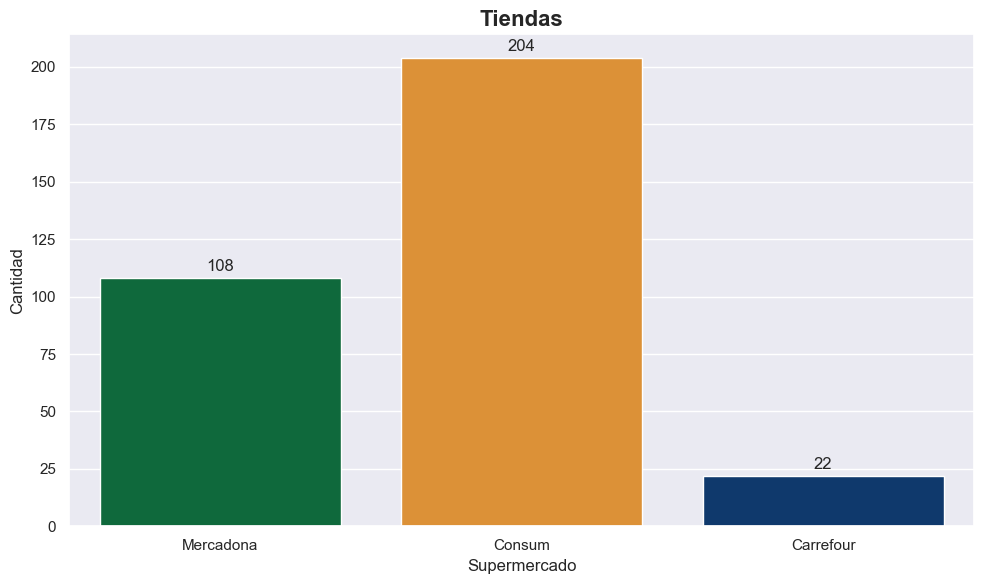 Tiendas
204
200
175
150
125
108
100
75
50
25
22
0
Cantidad
Mercadona
Consum
Carrefour
Supermercado